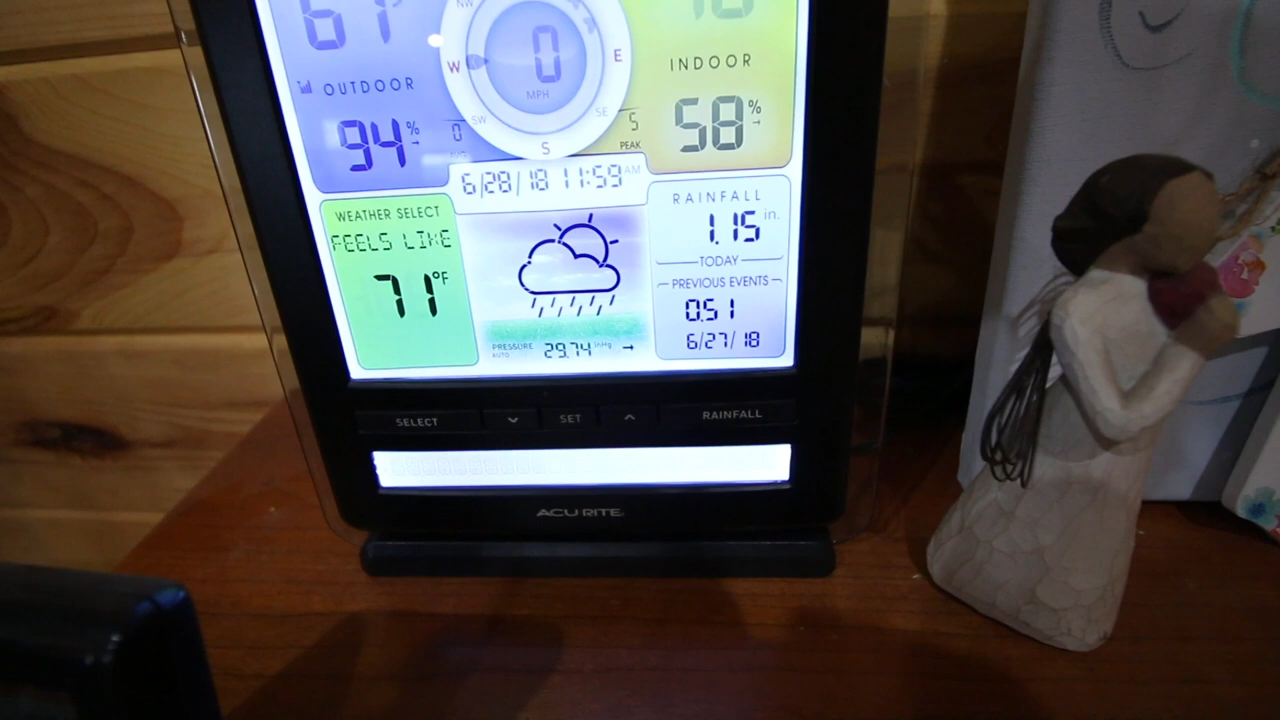 67°
NW
0
MPH
W
E
SW
SE
S
OUTDOOR
94%
0
5
PEAK
INDOOR
58%
6/28/18 11:59 AM
WEATHER SELECT
FEELS LIKE
71°F
PRESSURE
AUTO
29.74 inHg
RAINFALL
1.15 in.
TODAY
PREVIOUS EVENTS
0.51
6/27/18
SELECT
SET
RAINFALL
ACURITE